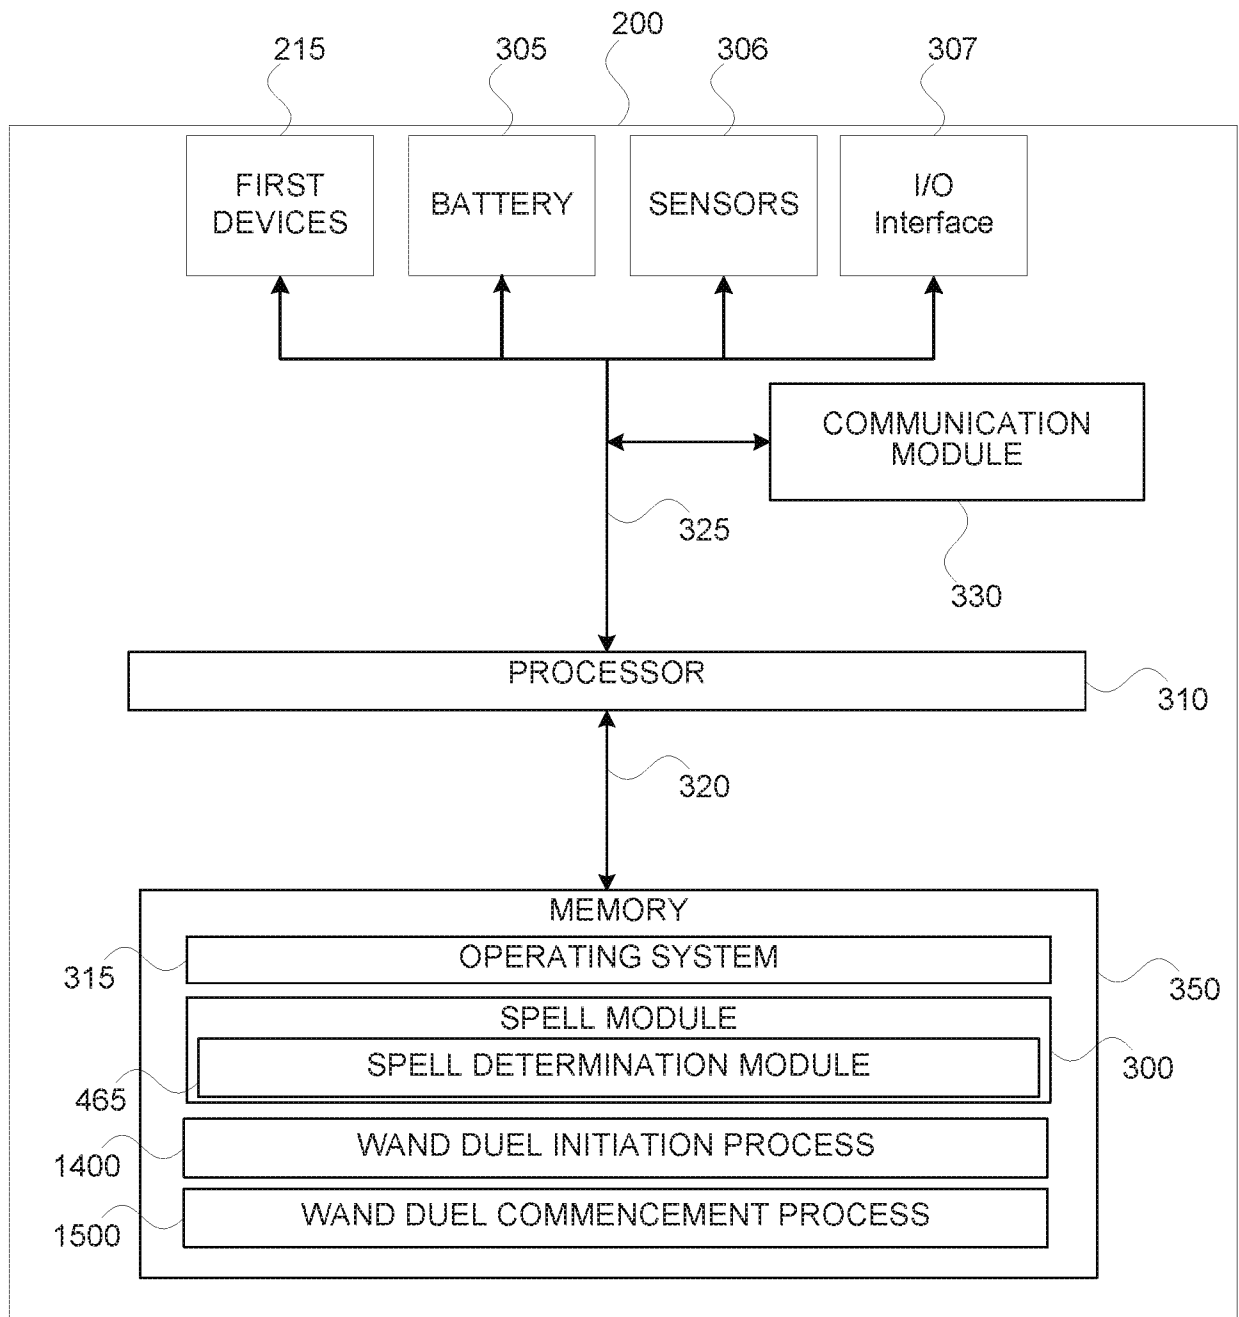 200
215
305
306
307
FIRST
DEVICES
BATTERY
SENSORS
I/O
Interface
COMMUNICATION
MODULE
325
330
PROCESSOR
310
320
MEMORY
OPERATING SYSTEM
315
350
SPELL MODULE
SPELL DETERMINATION MODULE
300
465
WAND DUEL INITIATION PROCESS
1400
WAND DUEL COMMENCEMENT PROCESS
1500